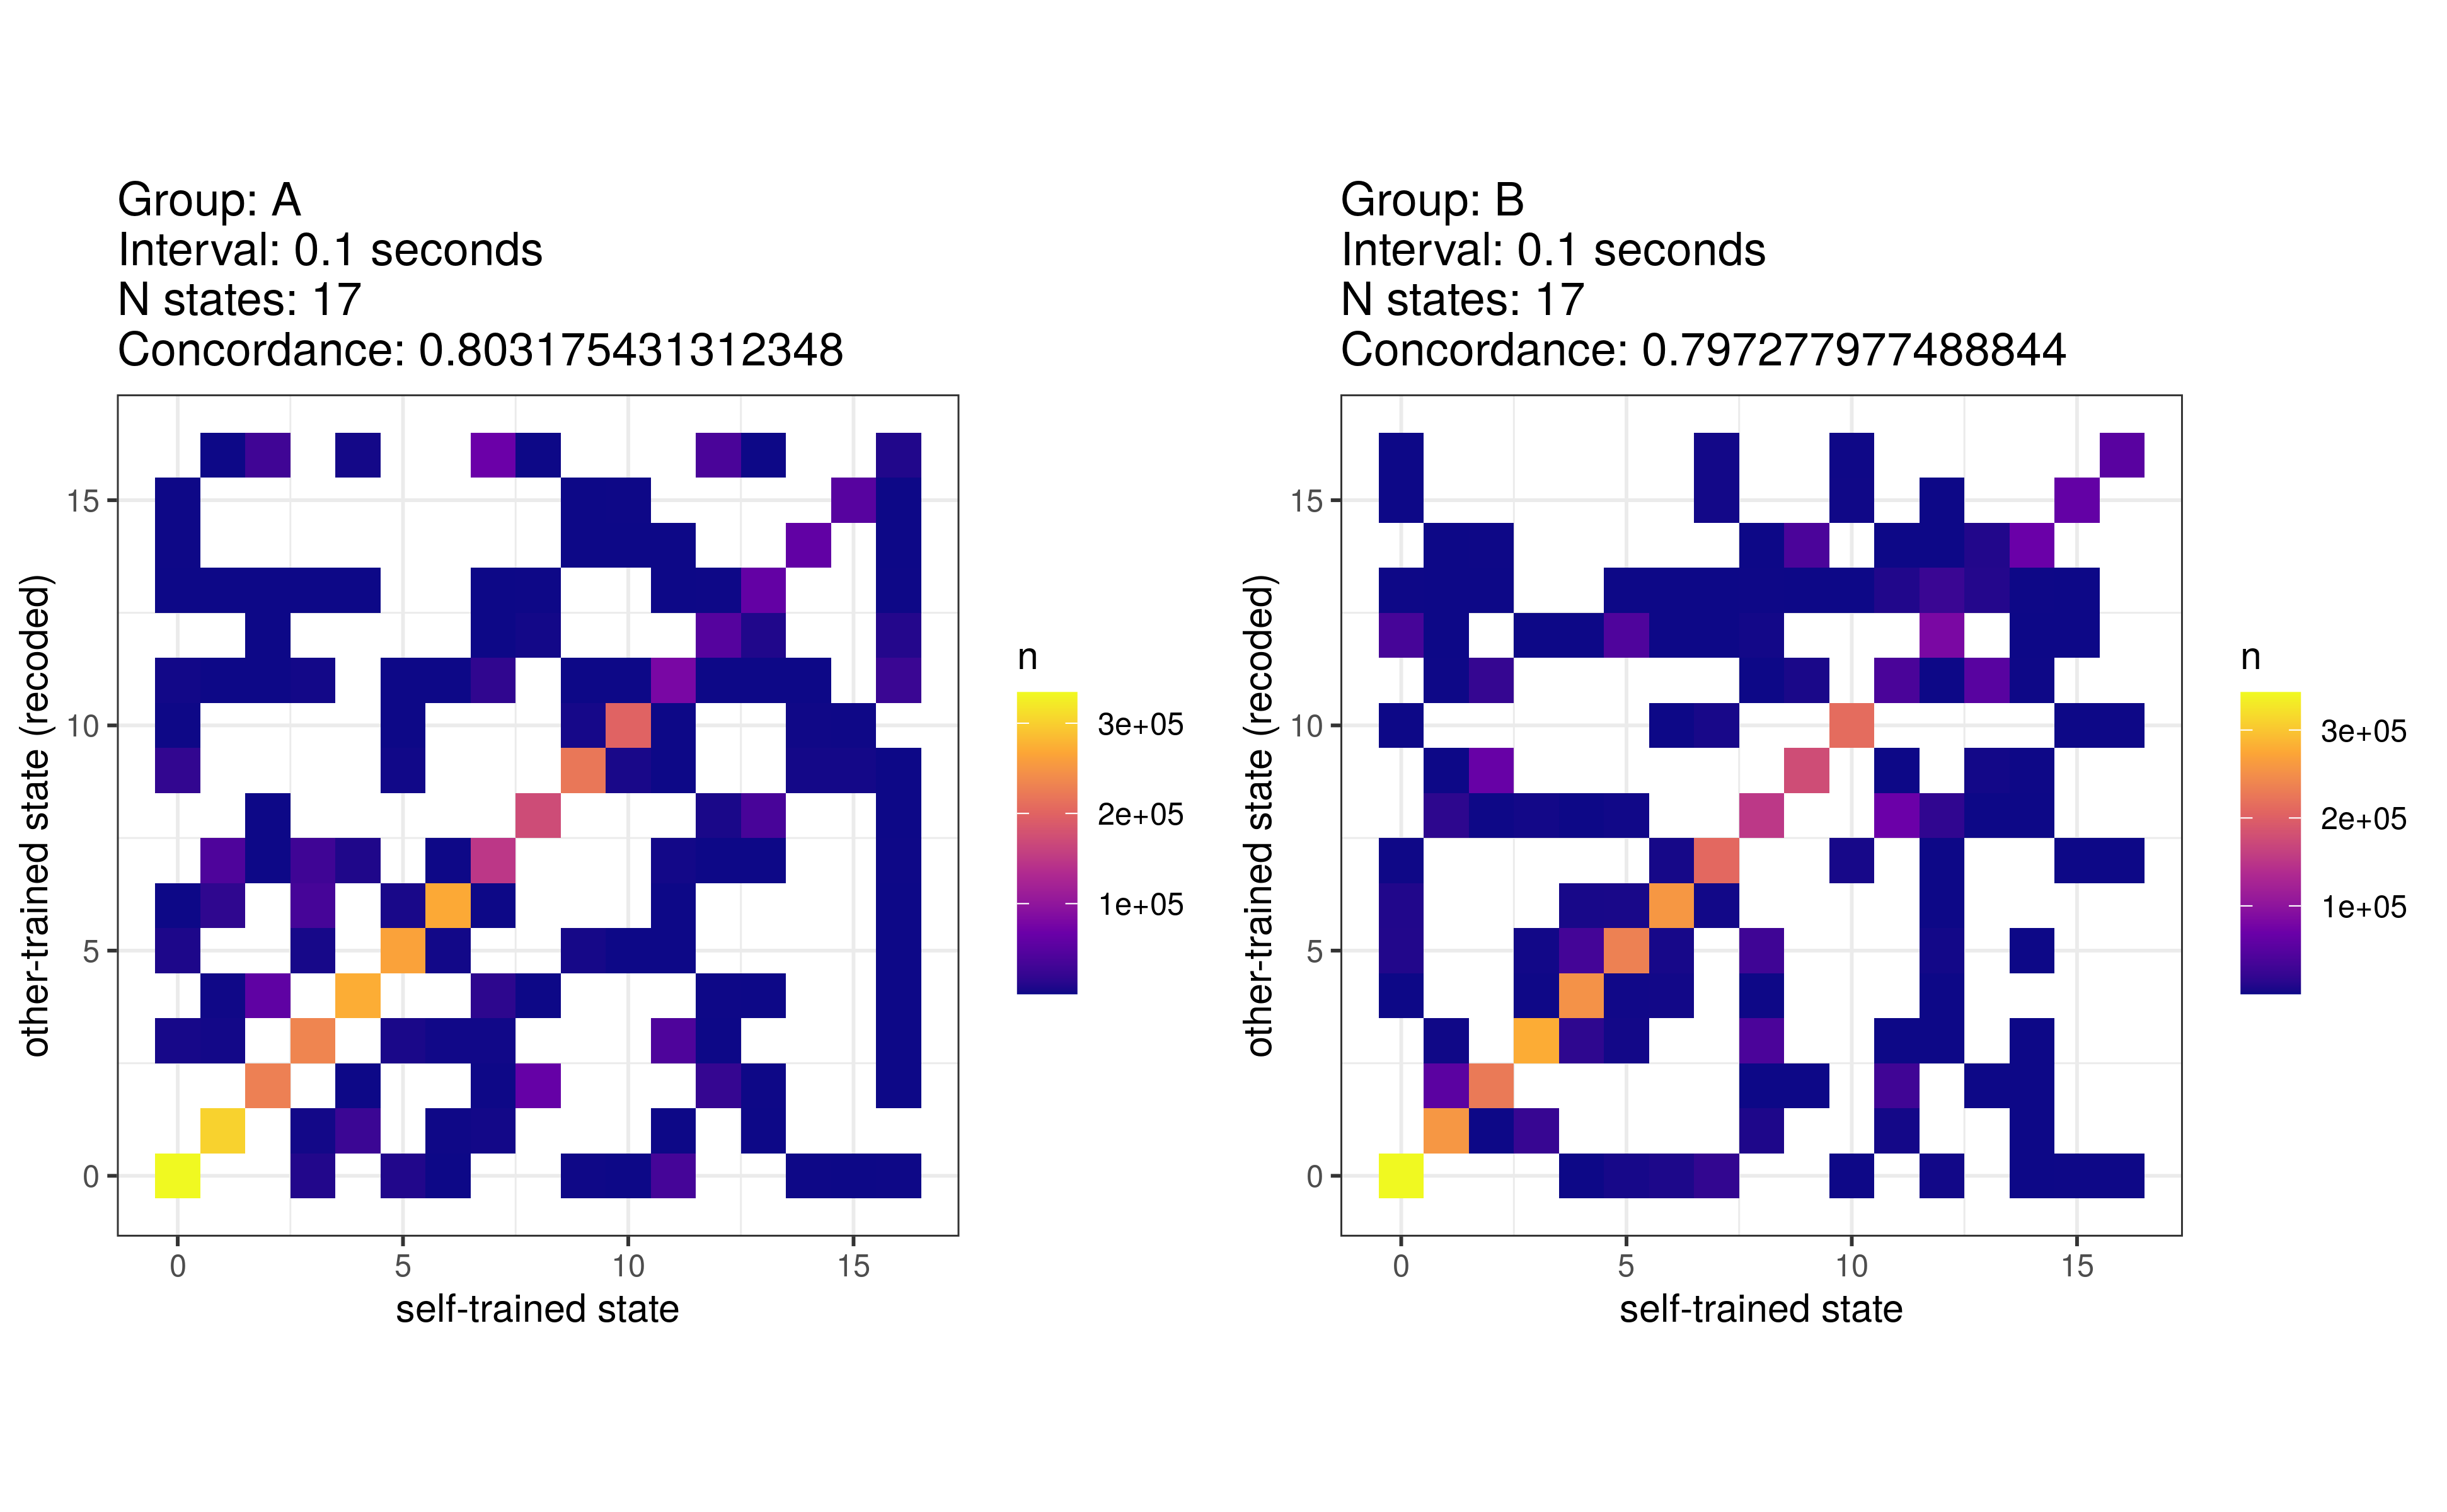 Group: A
Interval: 0.1 seconds
N states: 17
Concordance: 0.803175431312348
other-trained state (recoded)
15
10
5
0
0 5 10 15
self-trained state
n
3e+05
2e+05
1e+05
Group: B
Interval: 0.1 seconds
N states: 17
Concordance: 0.797277977488844
other-trained state (recoded)
15
10
5
0
0 5 10 15
self-trained state
n
3e+05
2e+05
1e+05